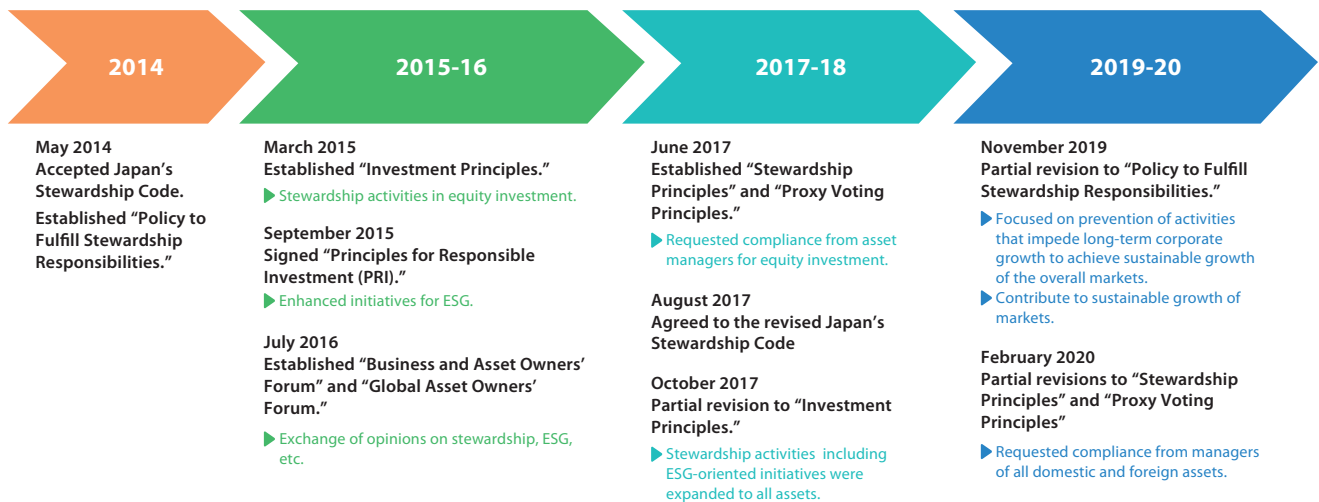 2014
May 2014
Accepted Japan’s
Stewardship Code.
Established “Policy to
Fulfill Stewardship
Responsibilities.”
2015-16
March 2015
Established “Investment Principles.”
Stewardship activities in equity investment.
September 2015
Signed “Principles for Responsible
Investment (PRI).”
Enhanced initiatives for ESG.
July 2016
Established “Business and Asset Owners’
Forum” and “Global Asset Owners’
Forum.”
Exchange of opinions on stewardship, ESG,
etc.
2017-18
June 2017
Established “Stewardship
Principles” and “Proxy Voting
Principles.”
Requested compliance from asset
managers for equity investment.
August 2017
Agreed to the revised Japan’s
Stewardship Code
October 2017
Partial revision to “Investment
Principles.”
Stewardship activities including
ESG-oriented initiatives were
expanded to all assets.
2019-20
November 2019
Partial revision to “Policy to Fulfill
Stewardship Responsibilities.”
Focused on prevention of activities
that impede long-term corporate
growth to achieve sustainable growth
of the overall markets.
Contribute to sustainable growth of
markets.
February 2020
Partial revisions to “Stewardship
Principles” and “Proxy Voting
Principles”
Requested compliance from managers
of all domestic and foreign assets.